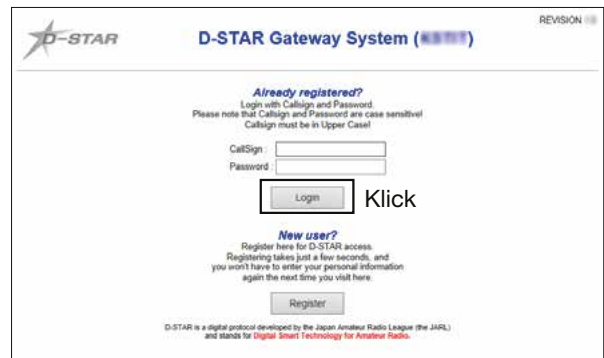 REVISION
D-STAR
D-STAR Gateway System ( )
Already registered?
Login with Callsign and Password.
Please note that Callsign and Password are case sensitive!
Callsign must be in Upper Case!
CallSign :
Password :
Login
Klick
New user?
Register here for D-STAR access.
Registering takes just a few seconds, and
you won't have to enter your personal information
again the next time you visit here.
Register
D-STAR is a digital protocol developed by the Japan Amateur Radio League (the JARL)
and stands for Digital Smart Technology for Amateur Radio.